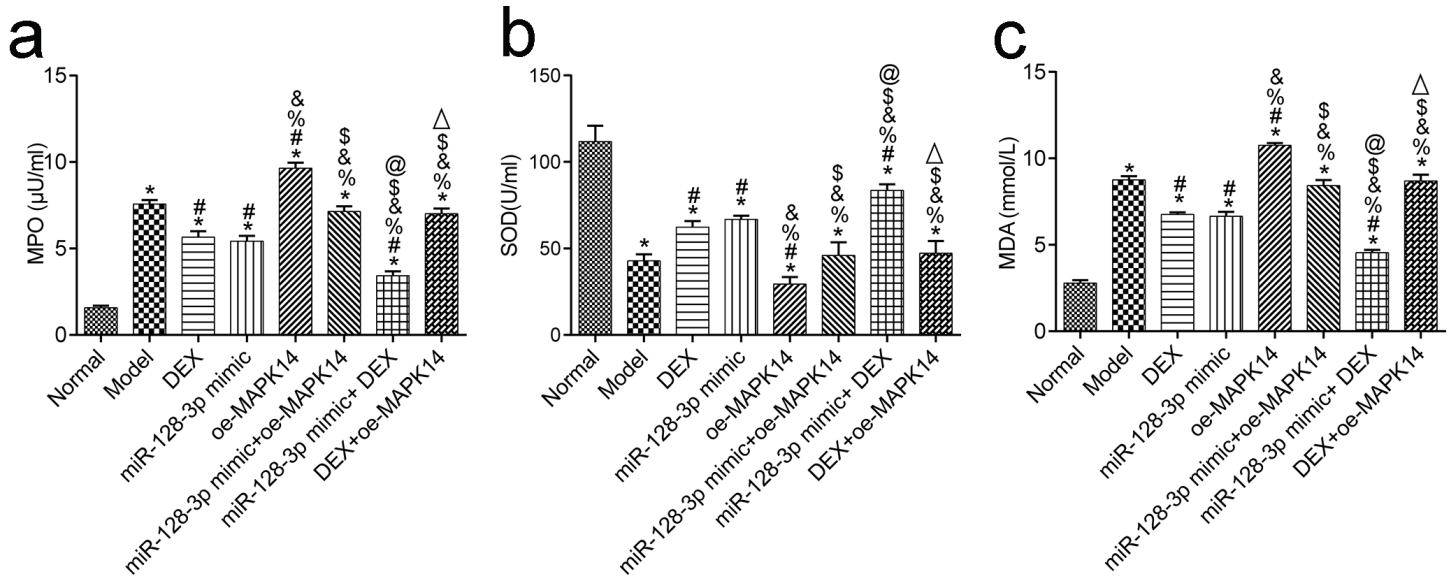 a
MPO (μU/ml)
15
10
5
0
*
#
*
#
*
&
%
#
*
$
&
%
*
@
$
&
%
#
*
△
$
&
%
*
Normal
Model
DEX
miR-128-3p mimic
oe-MAPK14
miR-128-3p mimic+oe-MAPK14
miR-128-3p mimic+ DEX
DEX+oe-MAPK14
b
SOD(U/ml)
150
100
50
0
*
#
*
#
*
&
%
#
*
$
&
%
*
@
$
&
%
#
*
△
$
&
%
*
Normal
Model
DEX
miR-128-3p mimic
oe-MAPK14
miR-128-3p mimic+oe-MAPK14
miR-128-3p mimic+ DEX
DEX+oe-MAPK14
c
MDA (mmol/L)
15
10
5
0
*
#
*
#
*
&
%
#
*
$
&
%
*
@
$
&
%
#
*
△
$
&
%
*
Normal
Model
DEX
miR-128-3p mimic
oe-MAPK14
miR-128-3p mimic+oe-MAPK14
miR-128-3p mimic+ DEX
DEX+oe-MAPK14